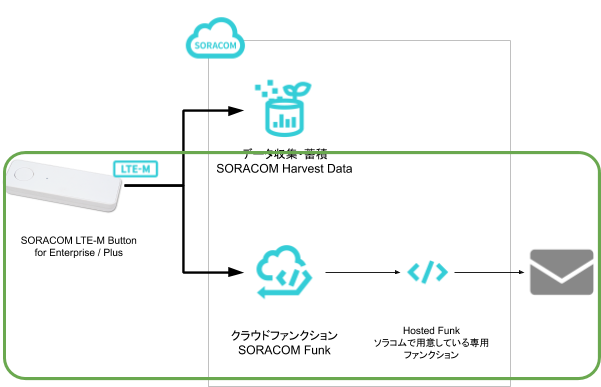 SORACOM
データ収集・蓄積
SORACOM Harvest Data
LTE-M
SORACOM LTE-M Button
for Enterprise / Plus
クラウドファンクション
SORACOM Funk
Hosted Funk
ソラコムで用意している専用
ファンクション